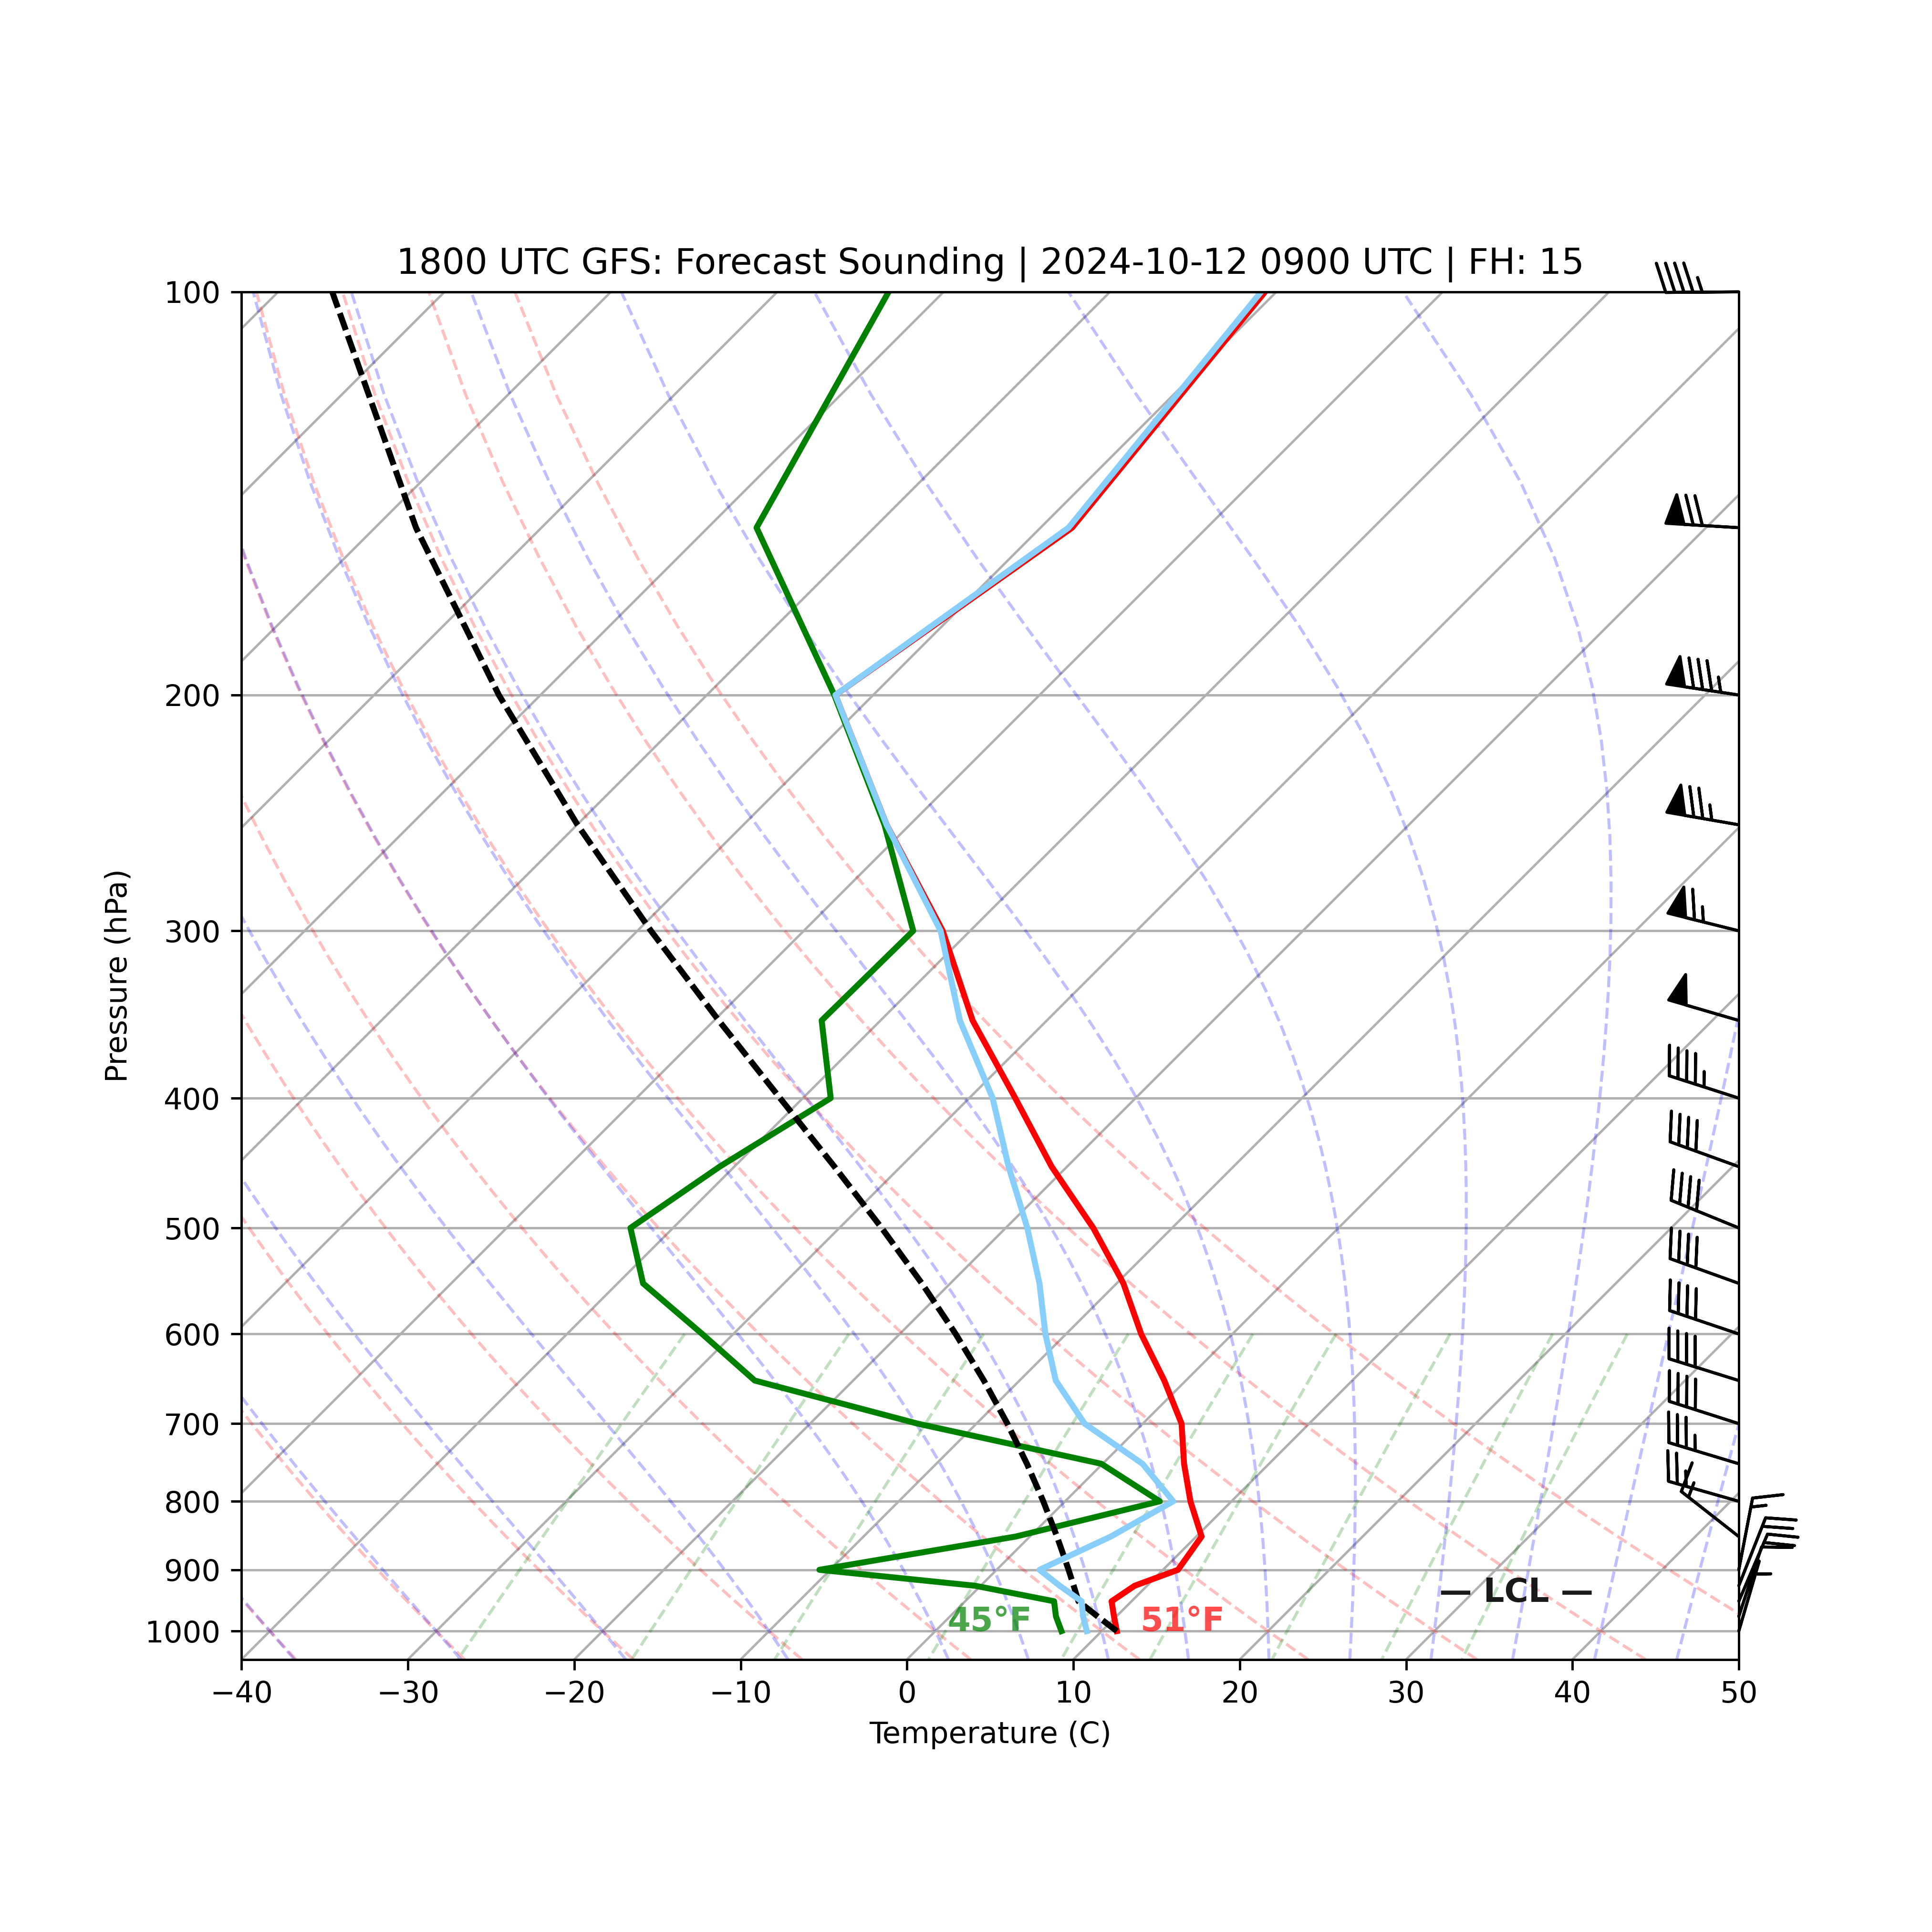 1800 UTC GFS: Forecast Sounding | 2024-10-12 0900 UTC | FH: 15
100
200
300
400
500
600
700
800
900
1000
Pressure (hPa)
— LCL —
45°F
51°F
−40 −30 −20 −10 0 10 20 30 40 50
Temperature (C)